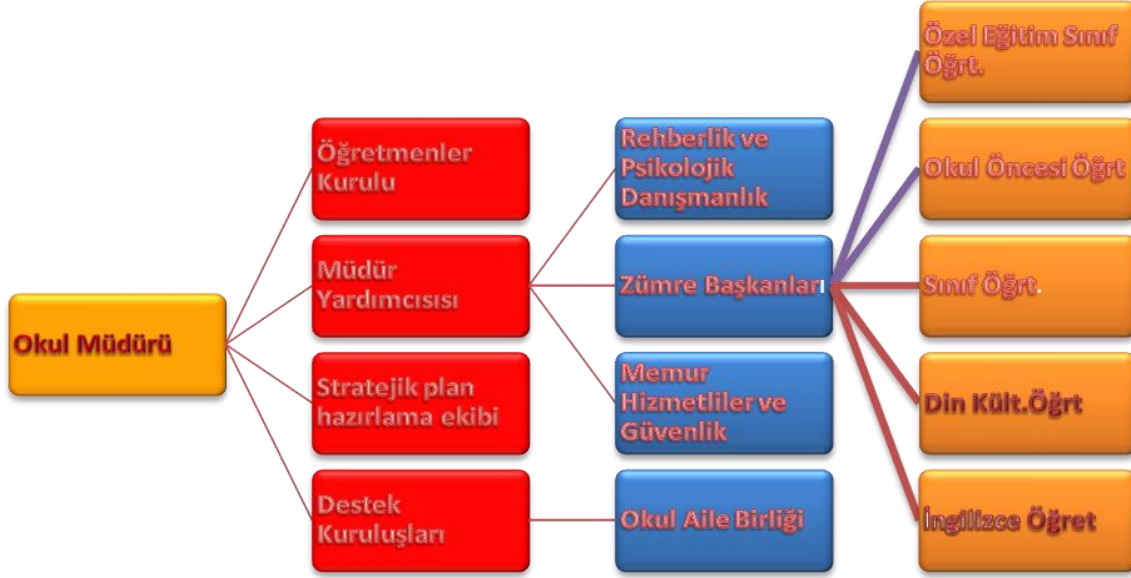 Okul Müdürü
Öğretmenler
Kurulu
Müdür
Yardımcısısı
Stratejik plan
hazırlama ekibi
Destek
Kuruluşları
Rehberlik ve
Psikolojik
Danışmanlık
Zümre Başkanları
Memur
Hizmetliler ve
Güvenlik
Okul Aile Birliği
Özel Eğitim Sınıf
Öğrt.
Okul Öncesi Öğrt
Sınıf Öğrt.
Din Kült.Öğrt
İngilizce Öğret